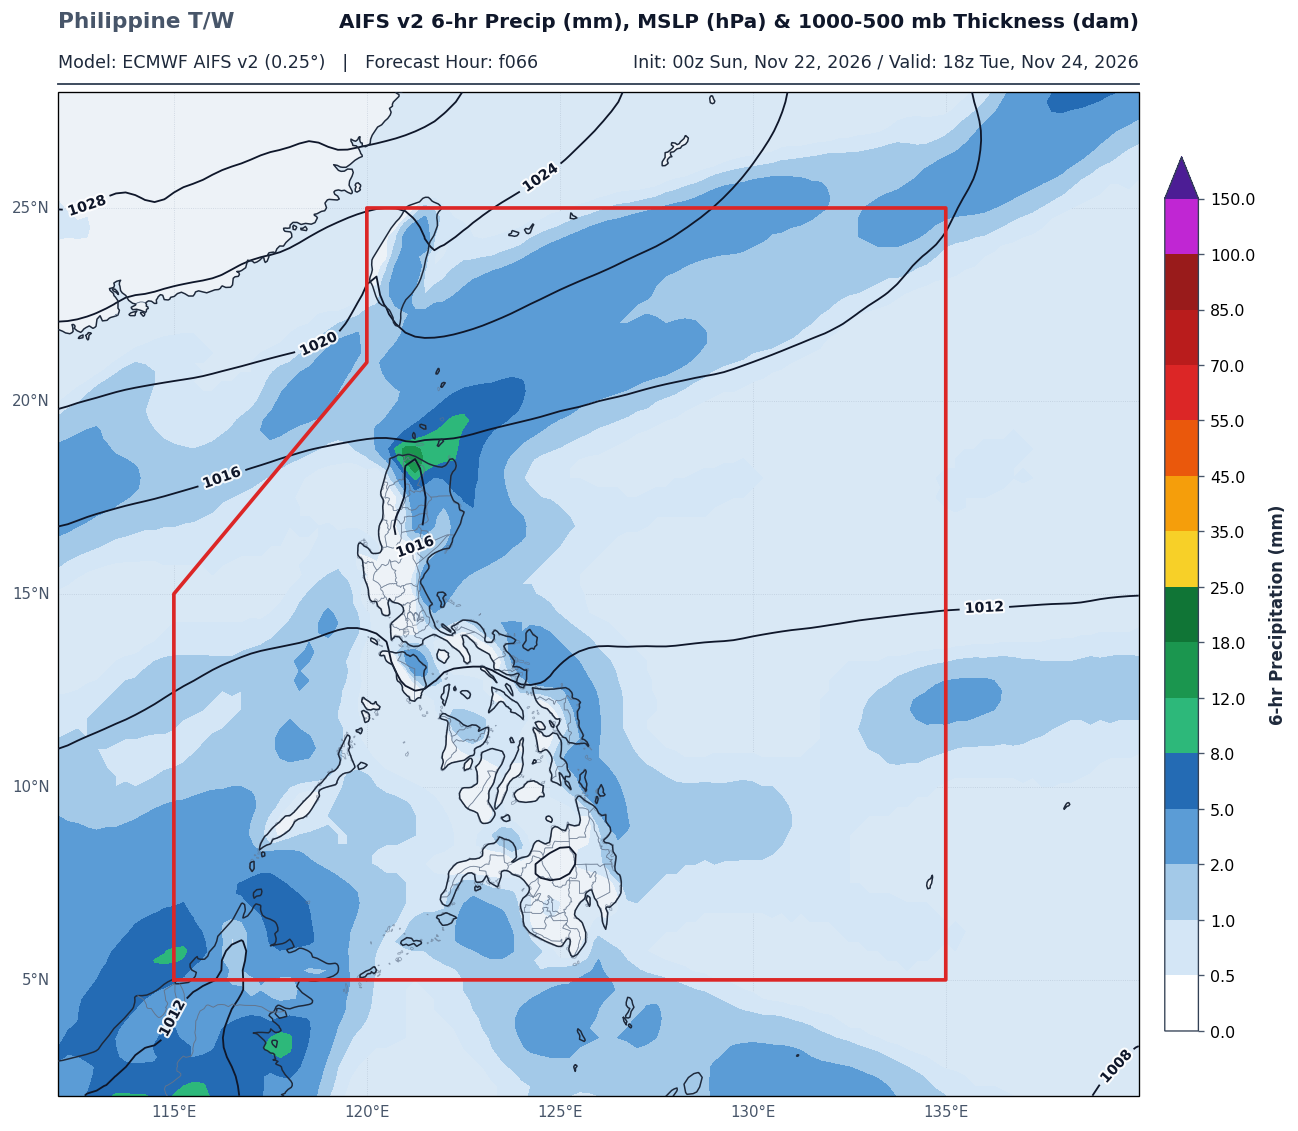 Philippine T/W
AIFS v2 6-hr Precip (mm), MSLP (hPa) & 1000-500 mb Thickness (dam)
Model: ECMWF AIFS v2 (0.25°) | Forecast Hour: f066
Init: 00z Sun, Nov 22, 2026 / Valid: 18z Tue, Nov 24, 2026
1028
1024
1020
1016
1016
1012
1012
1008
25°N
20°N
15°N
10°N
5°N
115°E
120°E
125°E
130°E
135°E
150.0
100.0
85.0
70.0
55.0
45.0
35.0
25.0
18.0
12.0
8.0
5.0
2.0
1.0
0.5
0.0
6-hr Precipitation (mm)